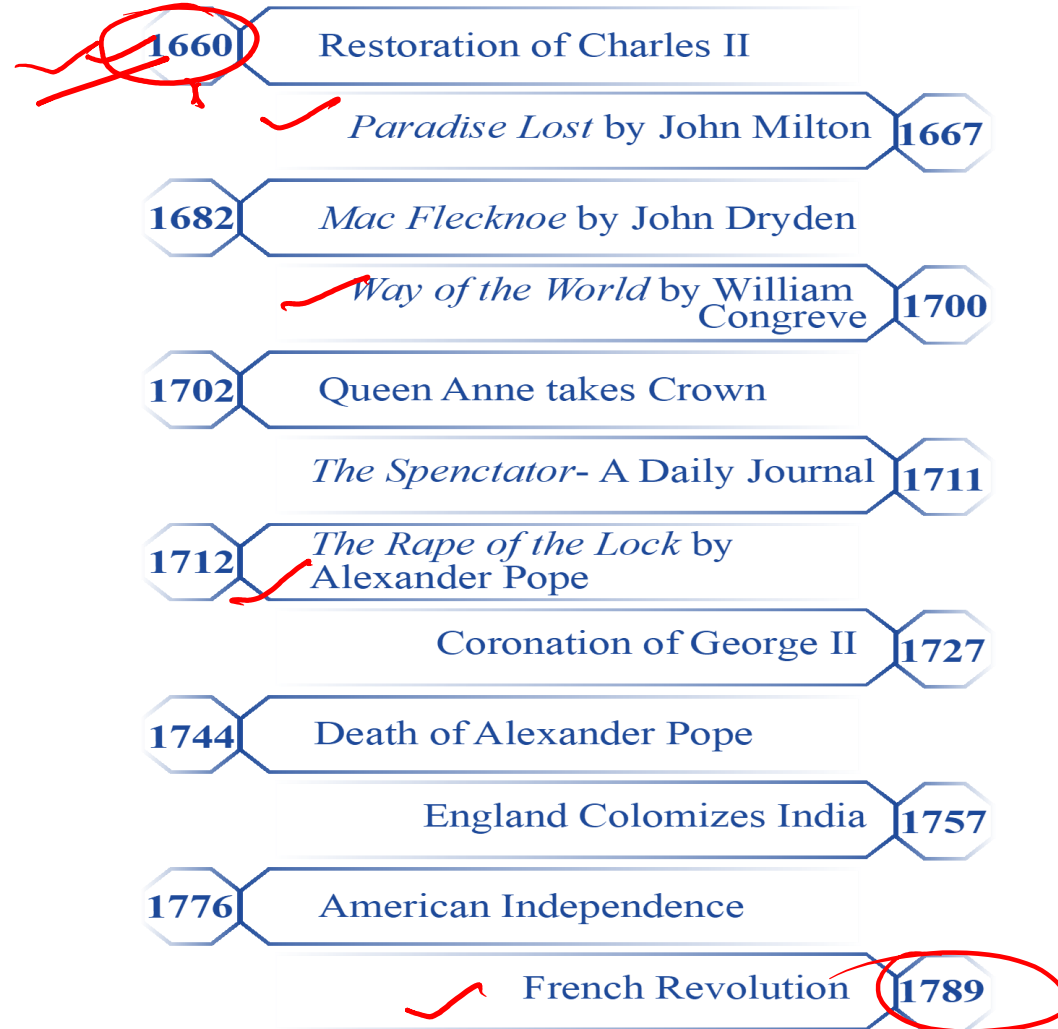 1660 Restoration of Charles II
Paradise Lost by John Milton 1667
1682 Mac Flecknoe by John Dryden
Way of the World by William
Congreve 1700
1702 Queen Anne takes Crown
The Spenctator- A Daily Journal 1711
1712 The Rape of the Lock by
Alexander Pope
Coronation of George II 1727
1744 Death of Alexander Pope
England Colomizes India 1757
1776 American Independence
French Revolution 1789